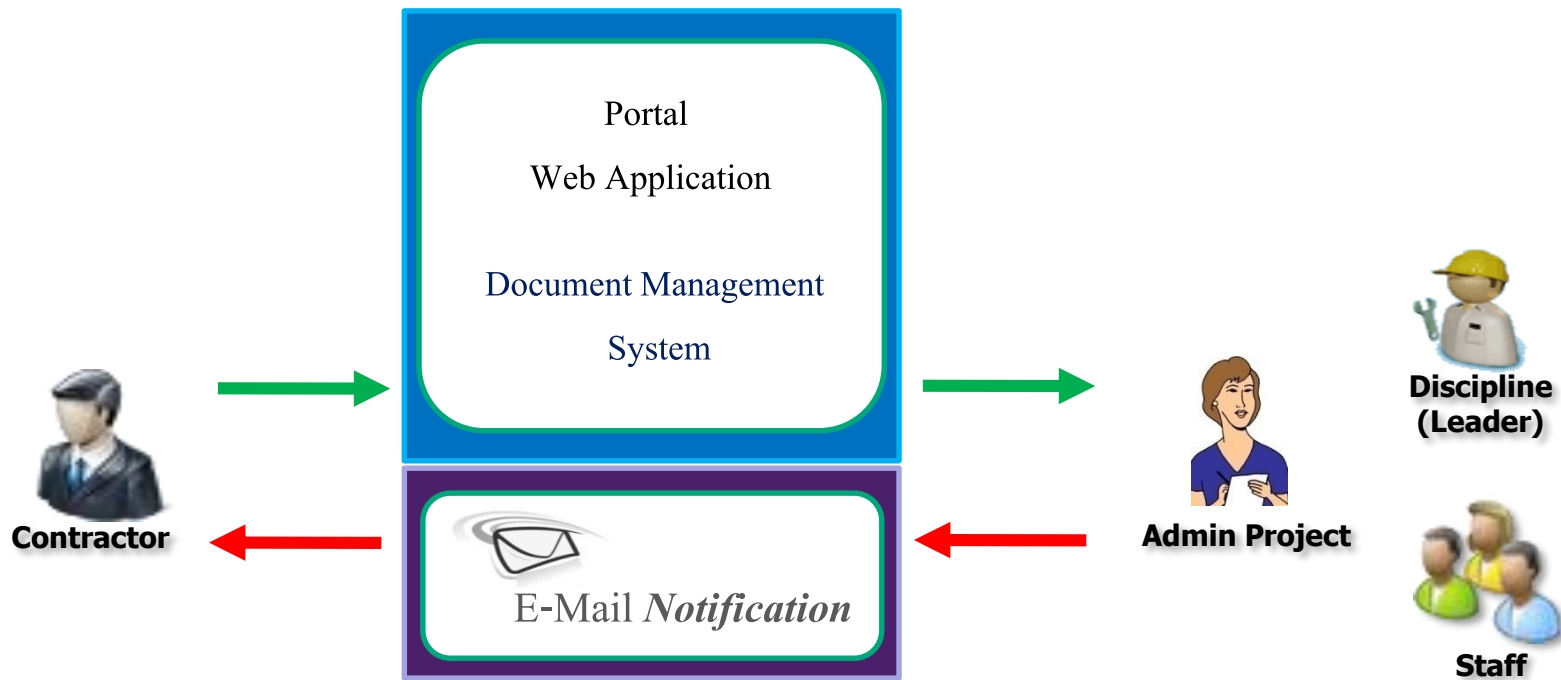 Portal
Web Application
Document Management
System
Contractor
E-Mail Notification
Admin Project
Discipline
(Leader)
Staff